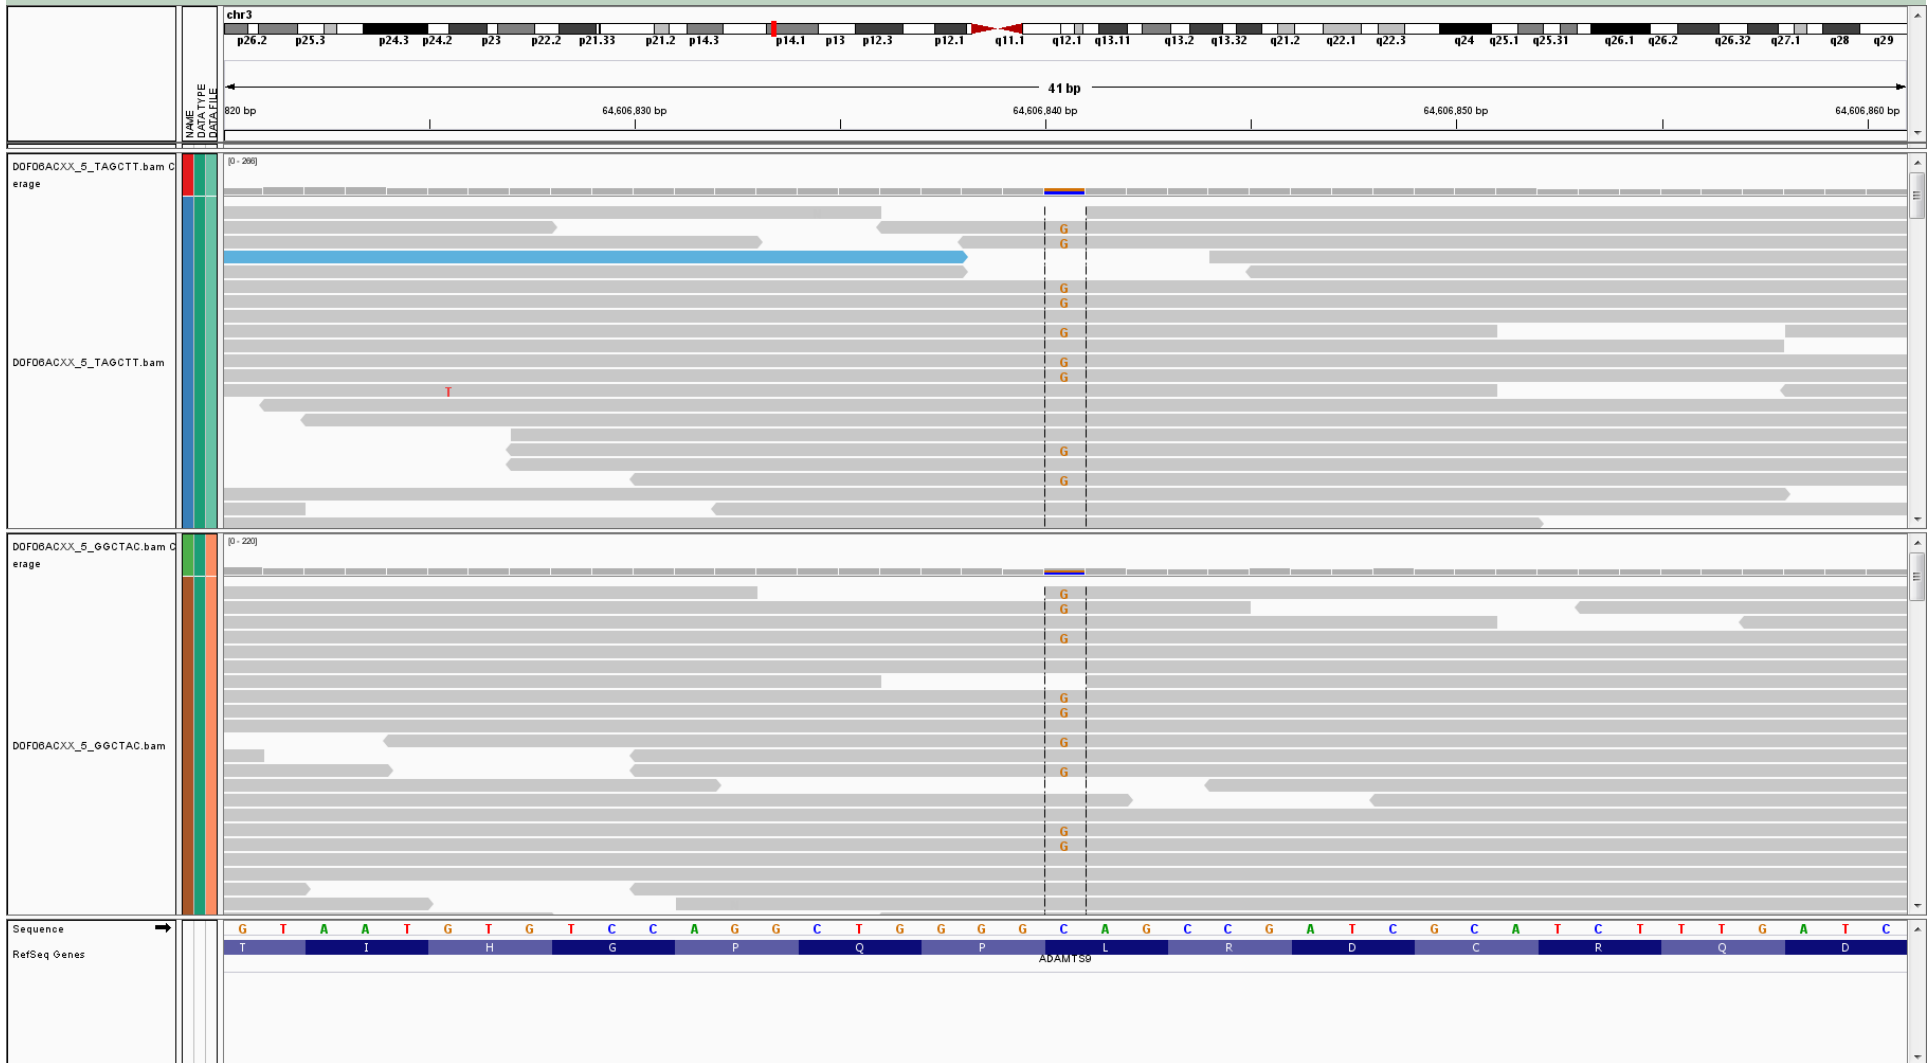 chr3
p26.2 p25.3 p24.3 p24.2 p23 p22.2 p21.33 p21.2 p14.3 p14.1 p13 p12.3 p12.1 q11.1 q12.1 q13.11 q13.2 q13.32 q21.2 q22.1 q22.3 q24 q25.1 q25.31 q26.1 q26.2 q26.32 q27.1 q28 q29
NAME
DATA TYPE
DATA FILE
41 bp
820 bp 64,606,830 bp 64,606,840 bp 64,606,850 bp 64,606,860 bp
D0F06ACXX_5_TAGCTT.bam C
erage
[0 - 266]
G
G
G
G
G
G
G
D0F06ACXX_5_TAGCTT.bam
T
G
G
D0F06ACXX_5_GGCTAC.bam C
erage
[0 - 220]
G
G
G
G
G
G
D0F06ACXX_5_GGCTAC.bam
G
G
G
Sequence G T A A T G T G T C C A G G C T G G G G C A G C C G A T C G C A T C T T T G A T C
RefSeq Genes T I H G P Q P L R D C R Q D
ADAMTS9